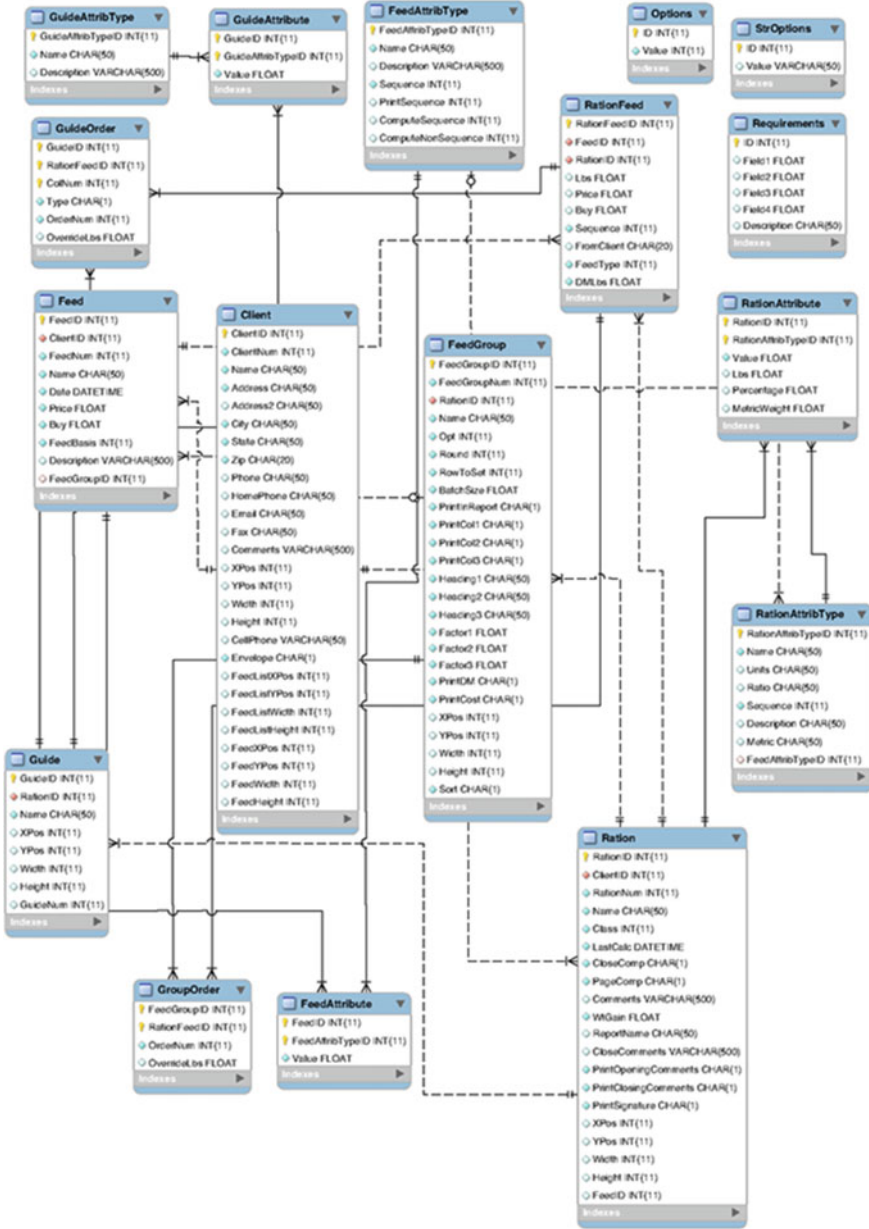 GuideAttribType
GuideAttribTypeID INT(11)
Name CHAR(50)
Description VARCHAR(500)
Indexes
GuideAttribute
GuideID INT(11)
GuideAttribTypeID INT(11)
Value FLOAT
Indexes
FeedAttribType
FeedAttribTypeID INT(11)
Name CHAR(50)
Description VARCHAR(500)
Sequence INT(11)
PrintSequence INT(11)
ComputeSequence INT(11)
ComputeNonSequence INT(11)
Indexes
Options
ID INT(11)
Value INT(11)
Indexes
StrOptions
ID INT(11)
Value VARCHAR(50)
Indexes
GuideOrder
GuideID INT(11)
RationFeedID INT(11)
ColNum INT(11)
Type CHAR(1)
OrderNum INT(11)
OverrideLbs FLOAT
Indexes
RationFeed
RationFeedID INT(11)
FeedID INT(11)
RationID INT(11)
Lbs FLOAT
Price FLOAT
Buy FLOAT
Sequence INT(11)
FromClient CHAR(20)
FeedType INT(11)
DMLbs FLOAT
Indexes
Requirements
ID INT(11)
Field1 FLOAT
Field2 FLOAT
Field3 FLOAT
Field4 FLOAT
Description CHAR(50)
Indexes
Feed
FeedID INT(11)
ClientID INT(11)
FeedNum INT(11)
Name CHAR(50)
Date DATETIME
Price FLOAT
Buy FLOAT
FeedBasis INT(11)
Description VARCHAR(500)
FeedGroupID INT(11)
Indexes
Client
ClientID INT(11)
ClientNum INT(11)
Name CHAR(50)
Address CHAR(50)
Address2 CHAR(50)
City CHAR(50)
State CHAR(50)
Zip CHAR(20)
Phone CHAR(50)
HomePhone CHAR(50)
Email CHAR(50)
Fax CHAR(50)
Comments VARCHAR(500)
XPos INT(11)
YPos INT(11)
Width INT(11)
Height INT(11)
CellPhone VARCHAR(50)
Envelope CHAR(1)
FeedListXPos INT(11)
FeedListYPos INT(11)
FeedListWidth INT(11)
FeedListHeight INT(11)
FeedXPos INT(11)
FeedYPos INT(11)
FeedWidth INT(11)
FeedHeight INT(11)
Indexes
FeedGroup
FeedGroupID INT(11)
FeedGroupNum INT(11)
RationID INT(11)
Name CHAR(50)
Opt INT(11)
Round INT(11)
RowToSet INT(11)
BatchSize FLOAT
PrintInReport CHAR(1)
PrintCol1 CHAR(1)
PrintCol2 CHAR(1)
PrintCol3 CHAR(1)
Heading1 CHAR(50)
Heading2 CHAR(50)
Heading3 CHAR(50)
Factor1 FLOAT
Factor2 FLOAT
Factor3 FLOAT
PrintDM CHAR(1)
PrintCost CHAR(1)
XPos INT(11)
YPos INT(11)
Width INT(11)
Height INT(11)
Sort CHAR(1)
Indexes
RationAttribute
RationID INT(11)
RationAttribTypeID INT(11)
Value FLOAT
Lbs FLOAT
Percentage FLOAT
MetricWeight FLOAT
Indexes
RationAttribType
RationAttribTypeID INT(11)
Name CHAR(50)
Units CHAR(50)
Ratio CHAR(50)
Sequence INT(11)
Description CHAR(50)
Metric CHAR(50)
FeedAttribTypeID INT(11)
Indexes
Guide
GuideID INT(11)
RationID INT(11)
Name CHAR(50)
XPos INT(11)
YPos INT(11)
Width INT(11)
Height INT(11)
GuideNum INT(11)
Indexes
Ration
RationID INT(11)
ClientID INT(11)
RationNum INT(11)
Name CHAR(50)
Class INT(11)
LastCalc DATETIME
CloseComp CHAR(1)
PageComp CHAR(1)
Comments VARCHAR(500)
WtGain FLOAT
ReportName CHAR(50)
CloseComments VARCHAR(500)
PrintOpeningComments CHAR(1)
PrintClosingComments CHAR(1)
PrintSignature CHAR(1)
XPos INT(11)
YPos INT(11)
Width INT(11)
Height INT(11)
FeedID INT(11)
Indexes
GroupOrder
FeedGroupID INT(11)
RationFeedID INT(11)
OrderNum INT(11)
OverrideLbs FLOAT
Indexes
FeedAttribute
FeedID INT(11)
FeedAttribTypeID INT(11)
Value FLOAT
Indexes